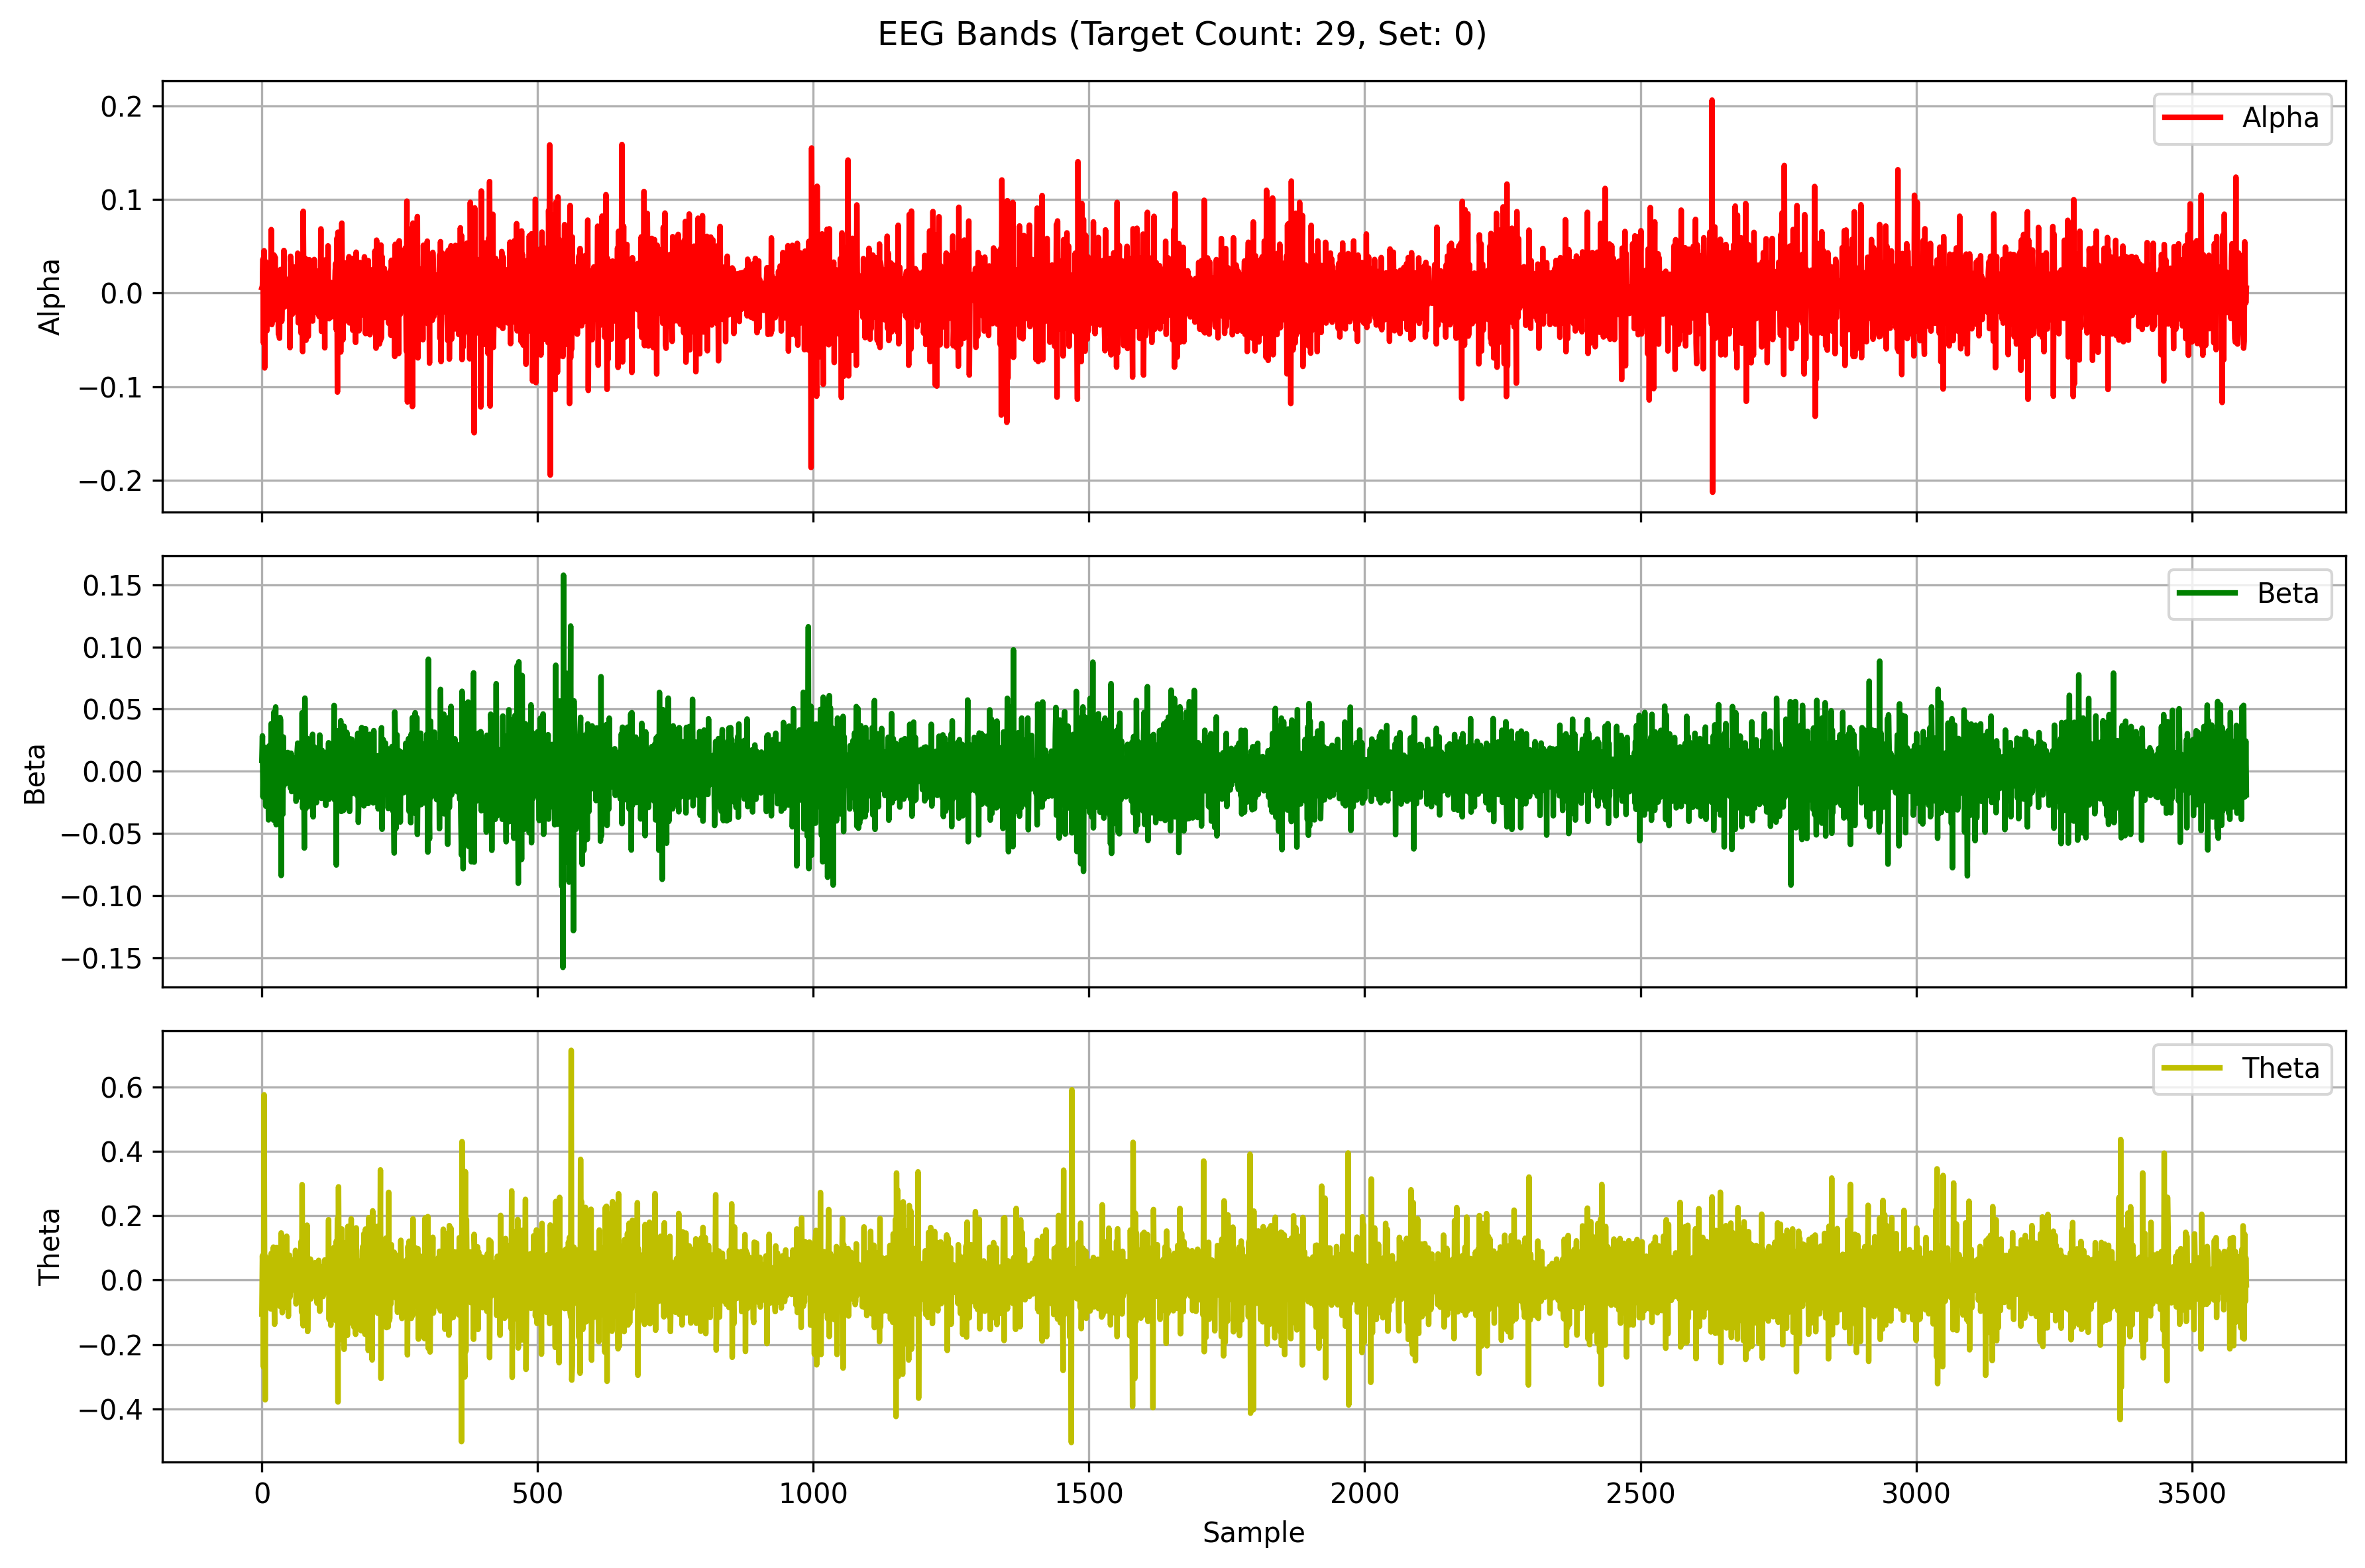 EEG Bands (Target Count: 29, Set: 0)
0.2
0.1
0.0
−0.1
−0.2
Alpha
Alpha
0.15
0.10
0.05
0.00
−0.05
−0.10
−0.15
Beta
Beta
0.6
0.4
0.2
0.0
−0.2
−0.4
Theta
Theta
0 500 1000 1500 2000 2500 3000 3500
Sample